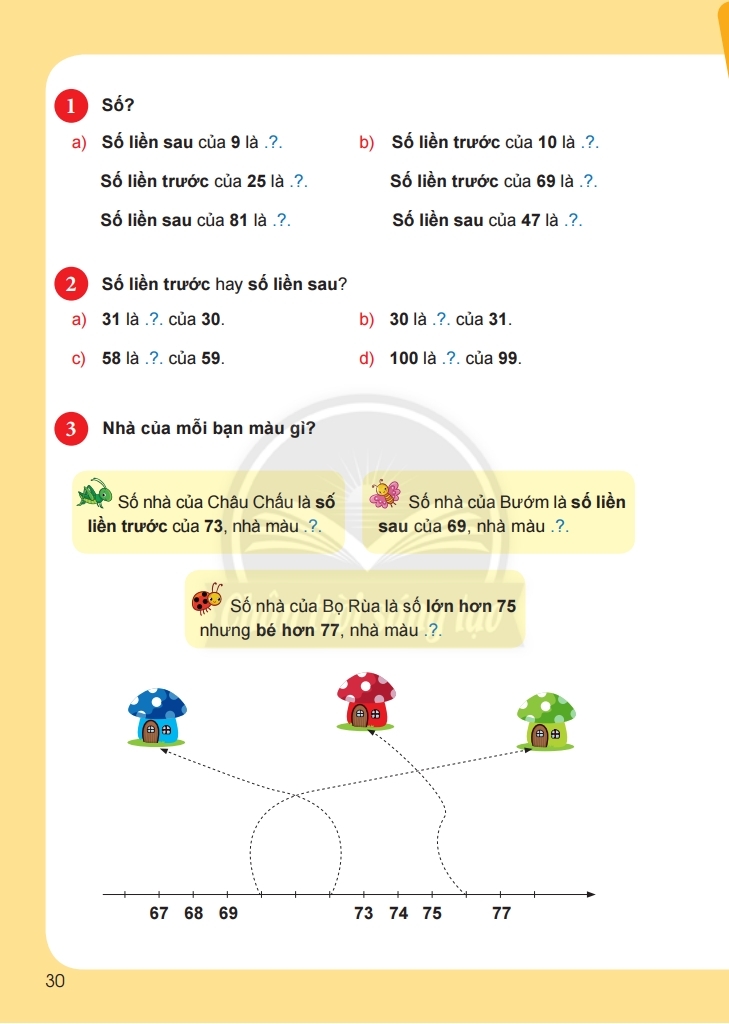 1 Số?
a) Số liền sau của 9 là .?.
b) Số liền trước của 10 là .?.
Số liền trước của 25 là .?.
Số liền trước của 69 là .?.
Số liền sau của 81 là .?.
Số liền sau của 47 là .?.
2 Số liền trước hay số liền sau?
a) 31 là .?. của 30.
b) 30 là .?. của 31.
c) 58 là .?. của 59.
d) 100 là .?. của 99.
3 Nhà của mỗi bạn màu gì?
Số nhà của Châu Chấu là số
liền trước của 73, nhà màu .?.
Số nhà của Bướm là số liền
sau của 69, nhà màu .?.
Số nhà của Bọ Rùa là số lớn hơn 75
nhưng bé hơn 77, nhà màu .?.
Chân trời sáng tạo
67 68 69 73 74 75 77
30